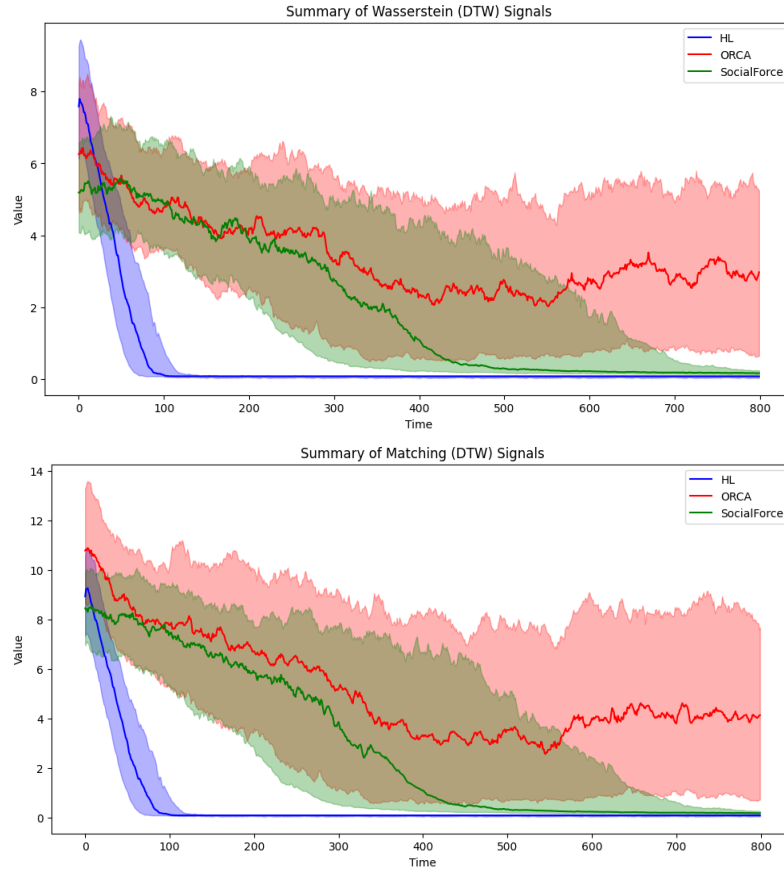 Summary of Wasserstein (DTW) Signals
HL
ORCA
SocialForce
8
6
4
2
0
Value
0 100 200 300 400 500 600 700 800
Time
Summary of Matching (DTW) Signals
HL
ORCA
SocialForce
14
12
10
8
6
4
2
0
Value
0 100 200 300 400 500 600 700 800
Time